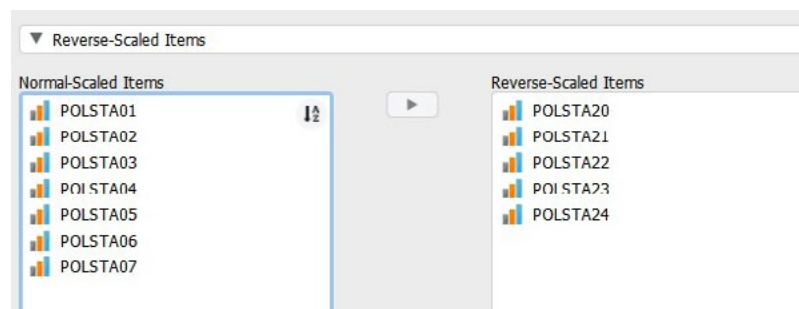 Reverse-Scaled Items
Normal-Scaled Items
POLSTA01
POLSTA02
POLSTA03
POLSTA04
POLSTA05
POLSTA06
POLSTA07
Reverse-Scaled Items
POLSTA20
POLSTA21
POLSTA22
POLSTA23
POLSTA24